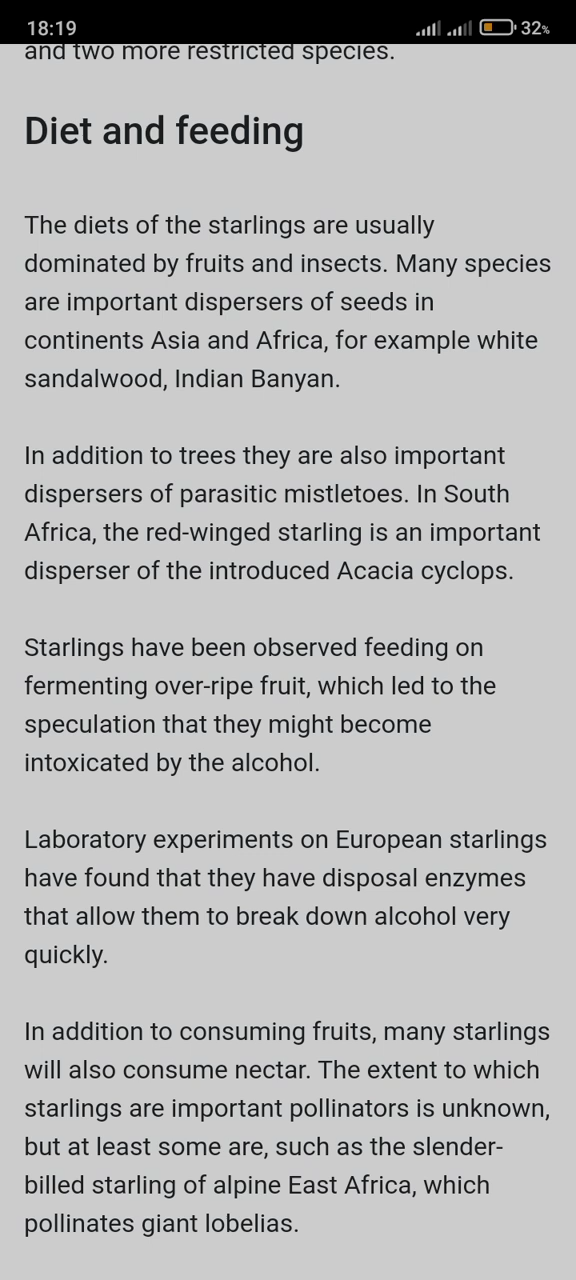 18:19
32%
and two more restricted species.
Diet and feeding
The diets of the starlings are usually
dominated by fruits and insects. Many species
are important dispersers of seeds in
continents Asia and Africa, for example white
sandalwood, Indian Banyan.
In addition to trees they are also important
dispersers of parasitic mistletoes. In South
Africa, the red-winged starling is an important
disperser of the introduced Acacia cyclops.
Starlings have been observed feeding on
fermenting over-ripe fruit, which led to the
speculation that they might become
intoxicated by the alcohol.
Laboratory experiments on European starlings
have found that they have disposal enzymes
that allow them to break down alcohol very
quickly.
In addition to consuming fruits, many starlings
will also consume nectar. The extent to which
starlings are important pollinators is unknown,
but at least some are, such as the slender-
billed starling of alpine East Africa, which
pollinates giant lobelias.